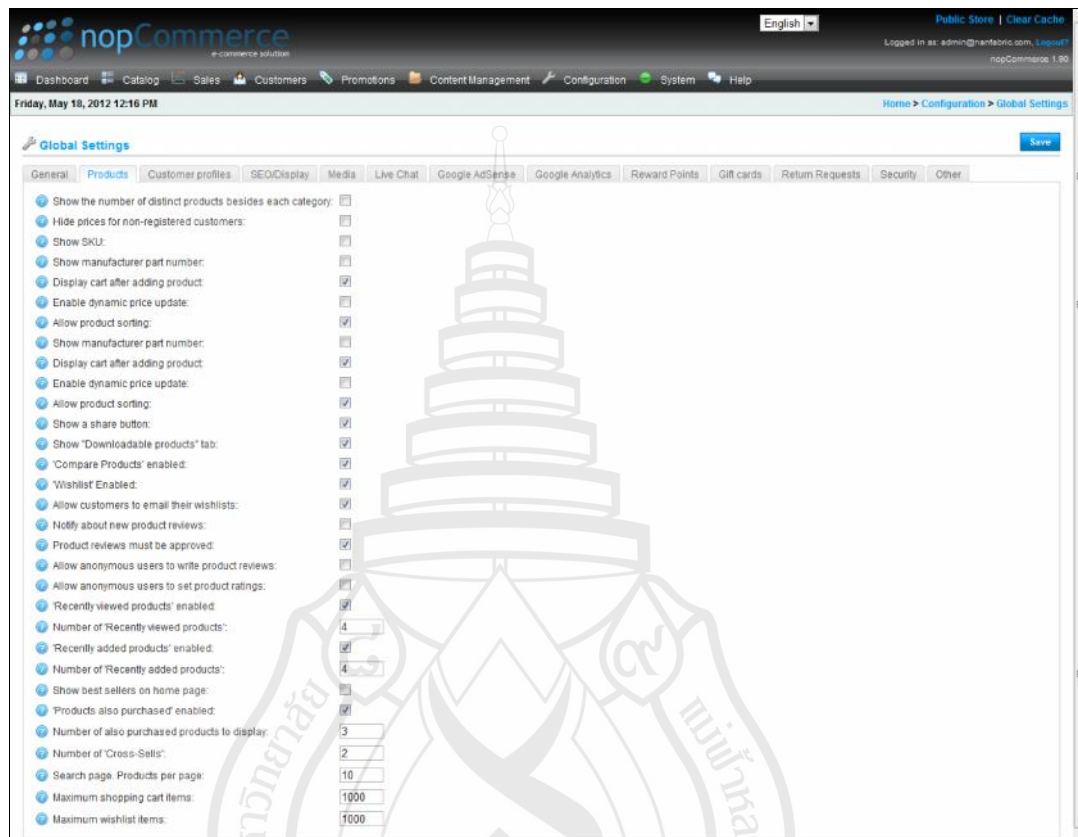 nopCommerce
e-commerce solution
English
Public Store | Clear Cache
Logged in as: admin@nanfabric.com, Logout?
nopCommerce 1.90
Dashboard Catalog Sales Customers Promotions Content Management Configuration System Help
Friday, May 18, 2012 12:16 PM
Home > Configuration > Global Settings
Global Settings
Save
General Products Customer profiles SEO/Display Media Live Chat Google AdSense Google Analytics Reward Points Gift cards Return Requests Security Other
Show the number of distinct products besides each category:
Hide prices for non-registered customers:
Show SKU:
Show manufacturer part number:
Display cart after adding product:
Enable dynamic price update:
Allow product sorting:
Show manufacturer part number:
Display cart after adding product:
Enable dynamic price update:
Allow product sorting:
Show a share button:
Show "Downloadable products" tab:
'Compare Products' enabled:
'Wishlist' Enabled:
Allow customers to email their wishlists:
Notify about new product reviews:
Product reviews must be approved:
Allow anonymous users to write product reviews:
Allow anonymous users to set product ratings:
'Recently viewed products' enabled:
Number of 'Recently viewed products': 4
'Recently added products' enabled:
Number of 'Recently added products': 4
Show best sellers on home page:
'Products also purchased' enabled:
Number of also purchased products to display: 3
Number of 'Cross-Sells': 2
Search page. Products per page: 10
Maximum shopping cart items: 1000
Maximum wishlist items: 1000